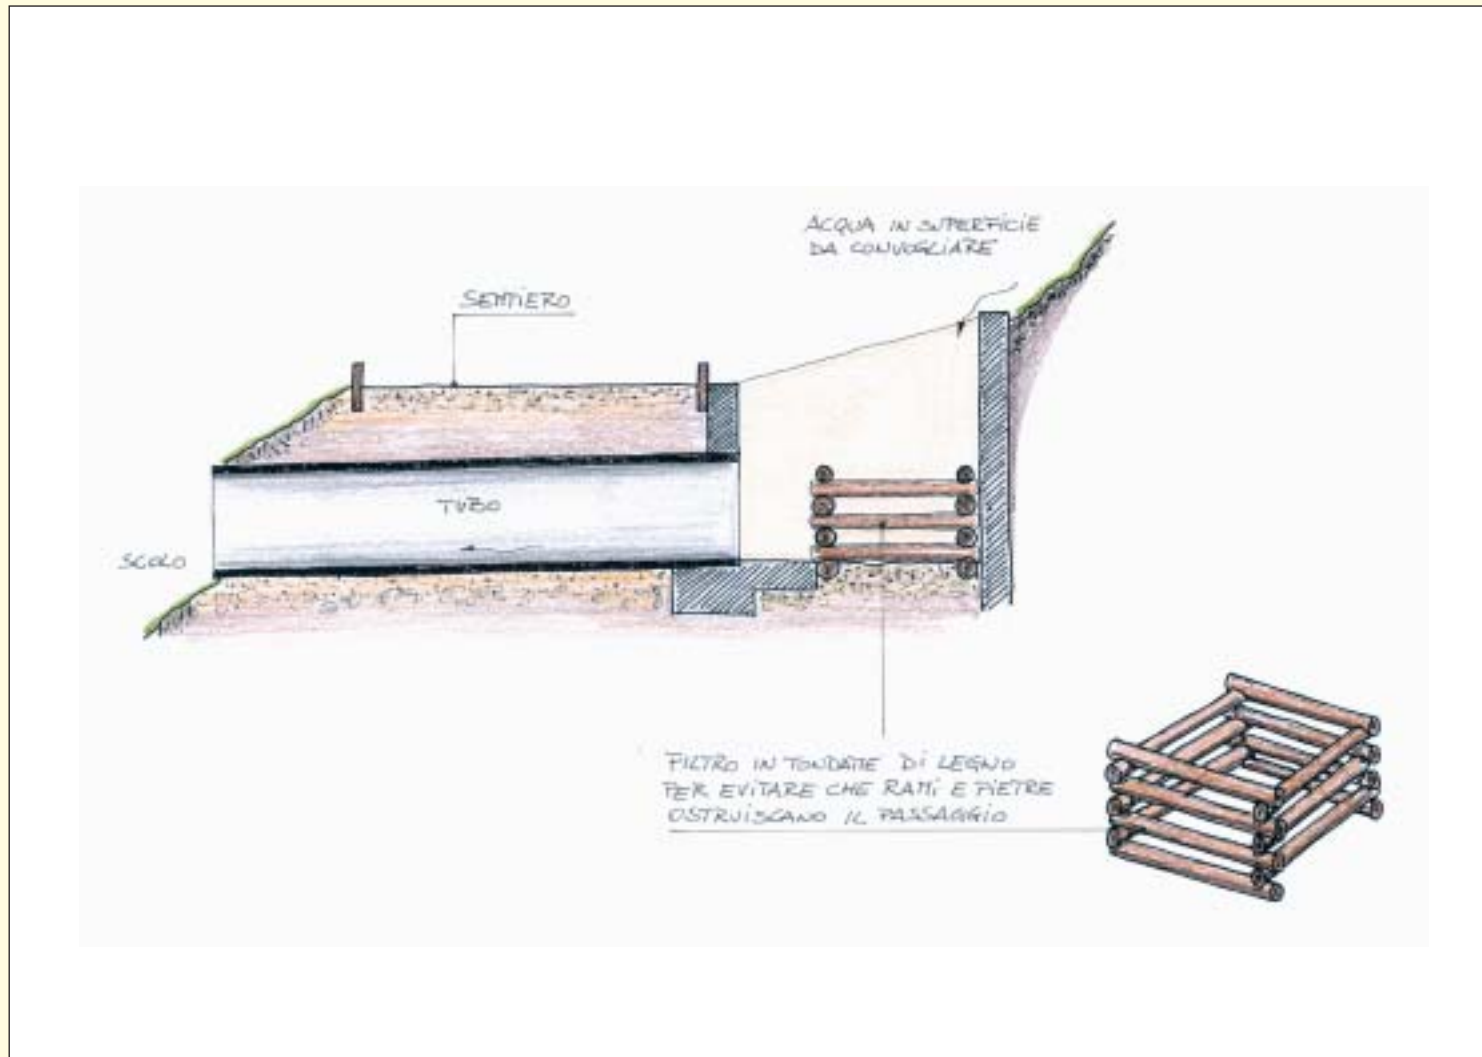 ACQUA IN SUPERFICIE
DA CONVOGLIARE
SENTIERO
TUBO
SCOLO
FILTRO IN TONDAME DI LEGNO
PER EVITARE CHE RAMI E PIETRE
OSTRUISCANO IL PASSAGGIO